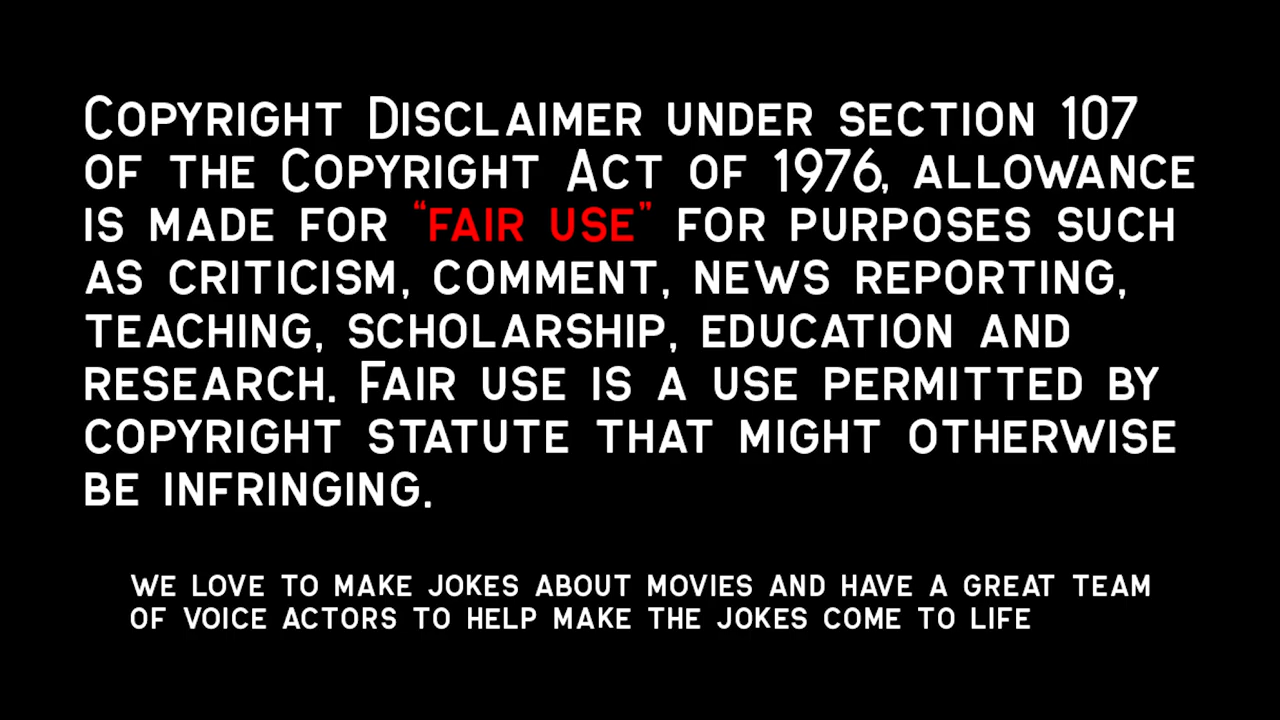 Copyright Disclaimer under section 107
of the Copyright Act of 1976, allowance
is made for “fair use” for purposes such
as criticism, comment, news reporting,
teaching, scholarship, education and
research. Fair use is a use permitted by
copyright statute that might otherwise
be infringing.
we love to make jokes about movies and have a great team
of voice actors to help make the jokes come to life